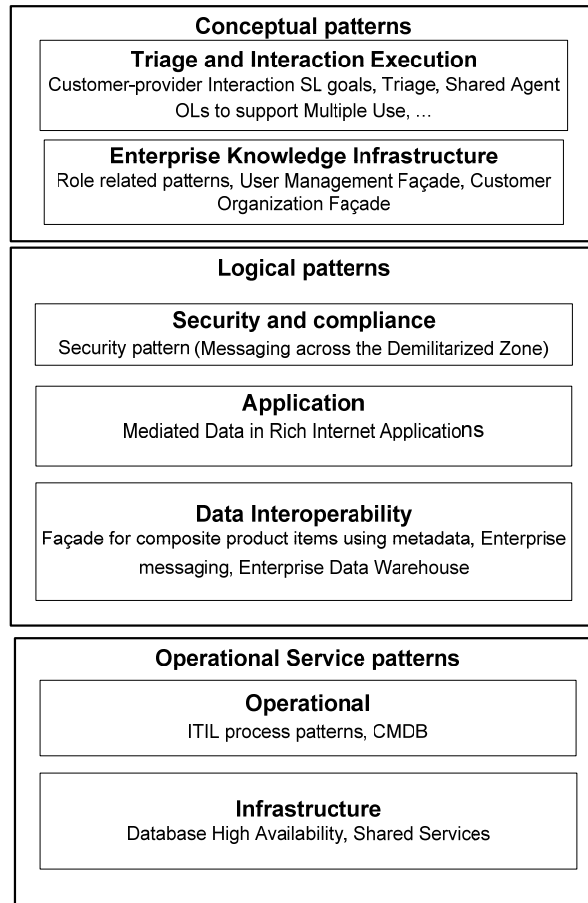 Conceptual patterns
Triage and Interaction Execution
Customer-provider Interaction SL goals, Triage, Shared Agent
OLs to support Multiple Use, ...
Enterprise Knowledge Infrastructure
Role related patterns, User Management Façade, Customer
Organization Façade
Logical patterns
Security and compliance
Security pattern (Messaging across the Demilitarized Zone)
Application
Mediated Data in Rich Internet Applications
Data Interoperability
Façade for composite product items using metadata, Enterprise
messaging, Enterprise Data Warehouse
Operational Service patterns
Operational
ITIL process patterns, CMDB
Infrastructure
Database High Availability, Shared Services